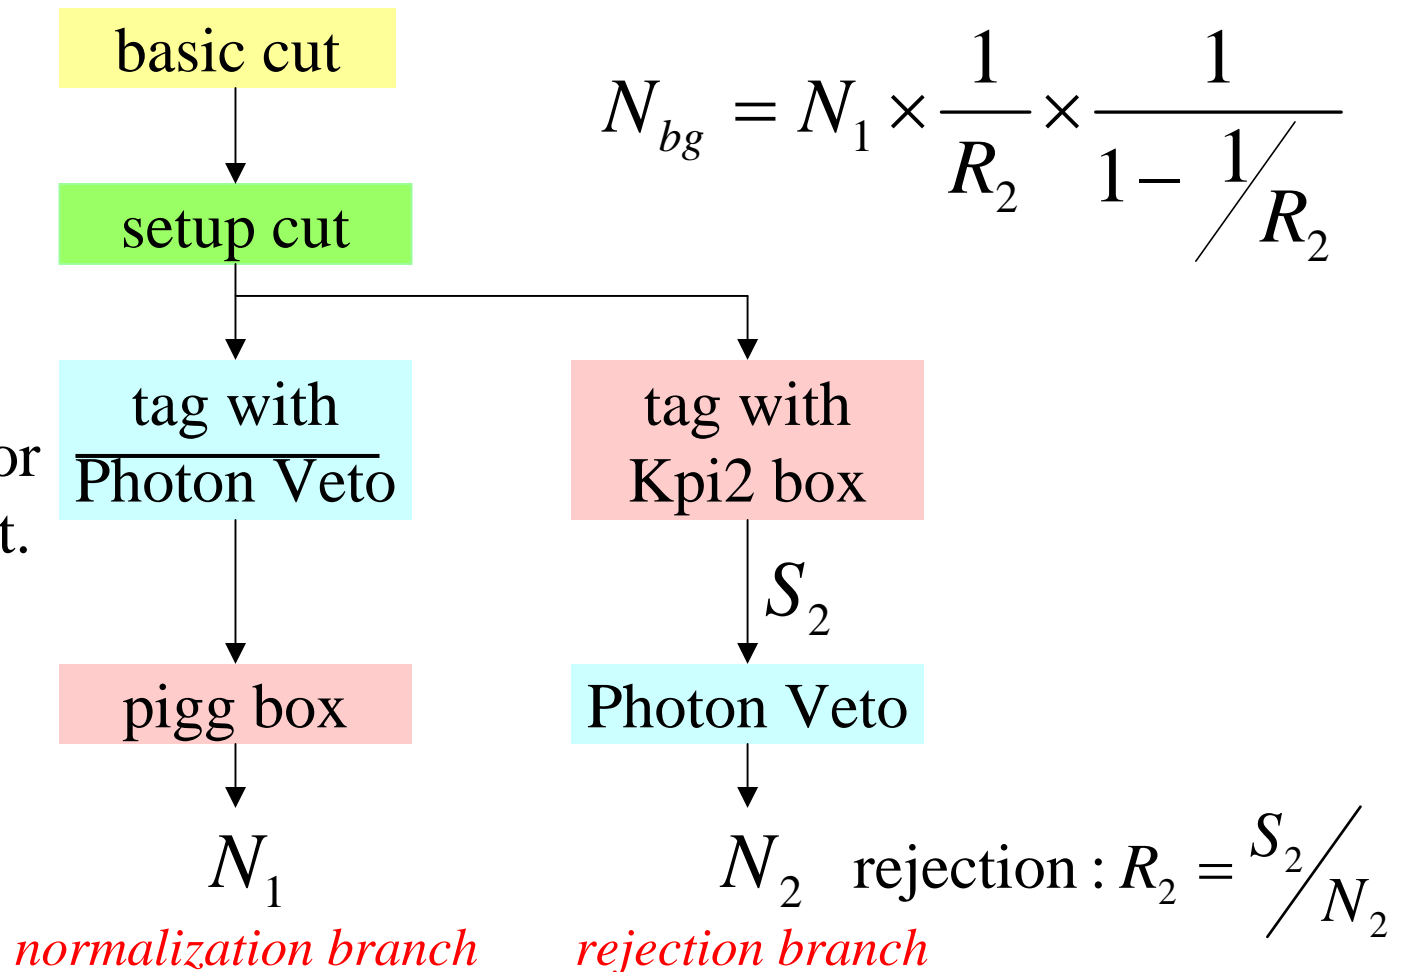 basic cut
N_bg = N_1 × 1/R_2 × 1/(1 − 1/R_2)
setup cut
tag with
Photon Veto
or
t.
tag with
Kpi2 box
S_2
pigg box
Photon Veto
N_1
N_2
rejection : R_2 = S_2/N_2
normalization branch
rejection branch